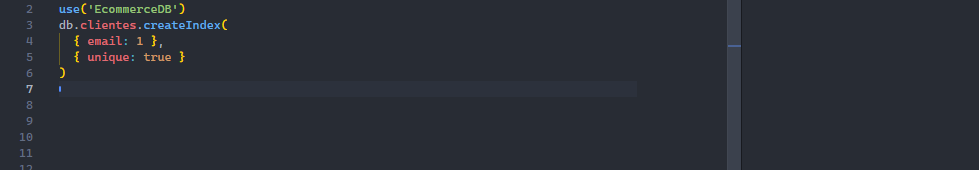 2 use('EcommerceDB')
3 db.clientes.createIndex(
4 { email: 1 },
5 { unique: true }
6 )
7
8
9
10
11
12